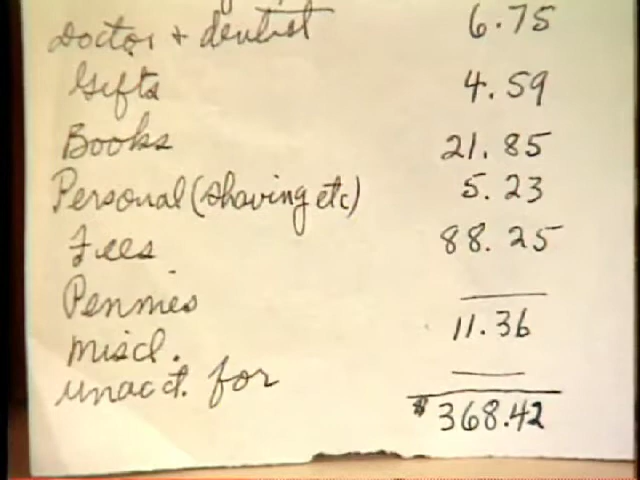 Doctor + dentist 6.75
Gifts 4.59
Books 21.85
Personal (shaving etc) 5.23
Fees 88.25
Pennies
Miscl. 11.36
Unacct. for
$368.42